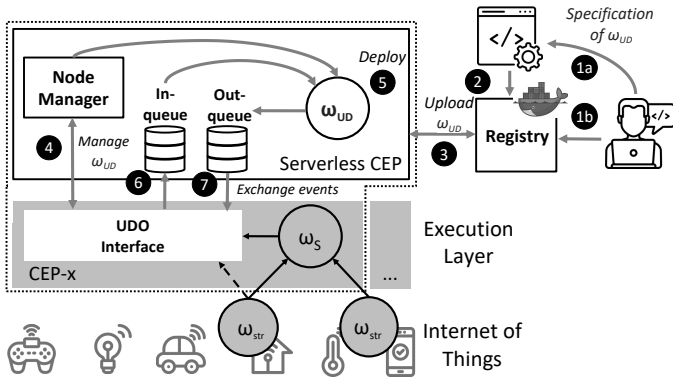 Specification
of ωUD
</>
1a
2
Deploy
5
Node
Manager
In-
queue
Out-
queue
ωUD
Upload
ωUD
3
Registry
1b
</>
4
Manage
ωUD
6
7
Serverless CEP
Exchange events
UDO
Interface
ωS
CEP-x
...
Execution
Layer
ωstr
ωstr
Internet of
Things